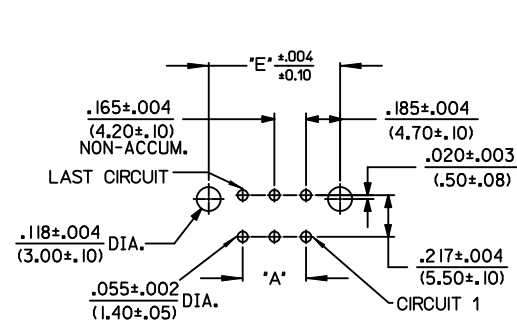 "E" ±.004
±0.10
.165±.004
(4.20±.10)
NON-ACCUM.
.185±.004
(4.70±.10)
.020±.003
(.50±.08)
LAST CIRCUIT
.118±.004
(3.00±.10) DIA.
.217±.004
(5.50±.10)
"A"
.055±.002
(1.40±.05) DIA.
CIRCUIT 1